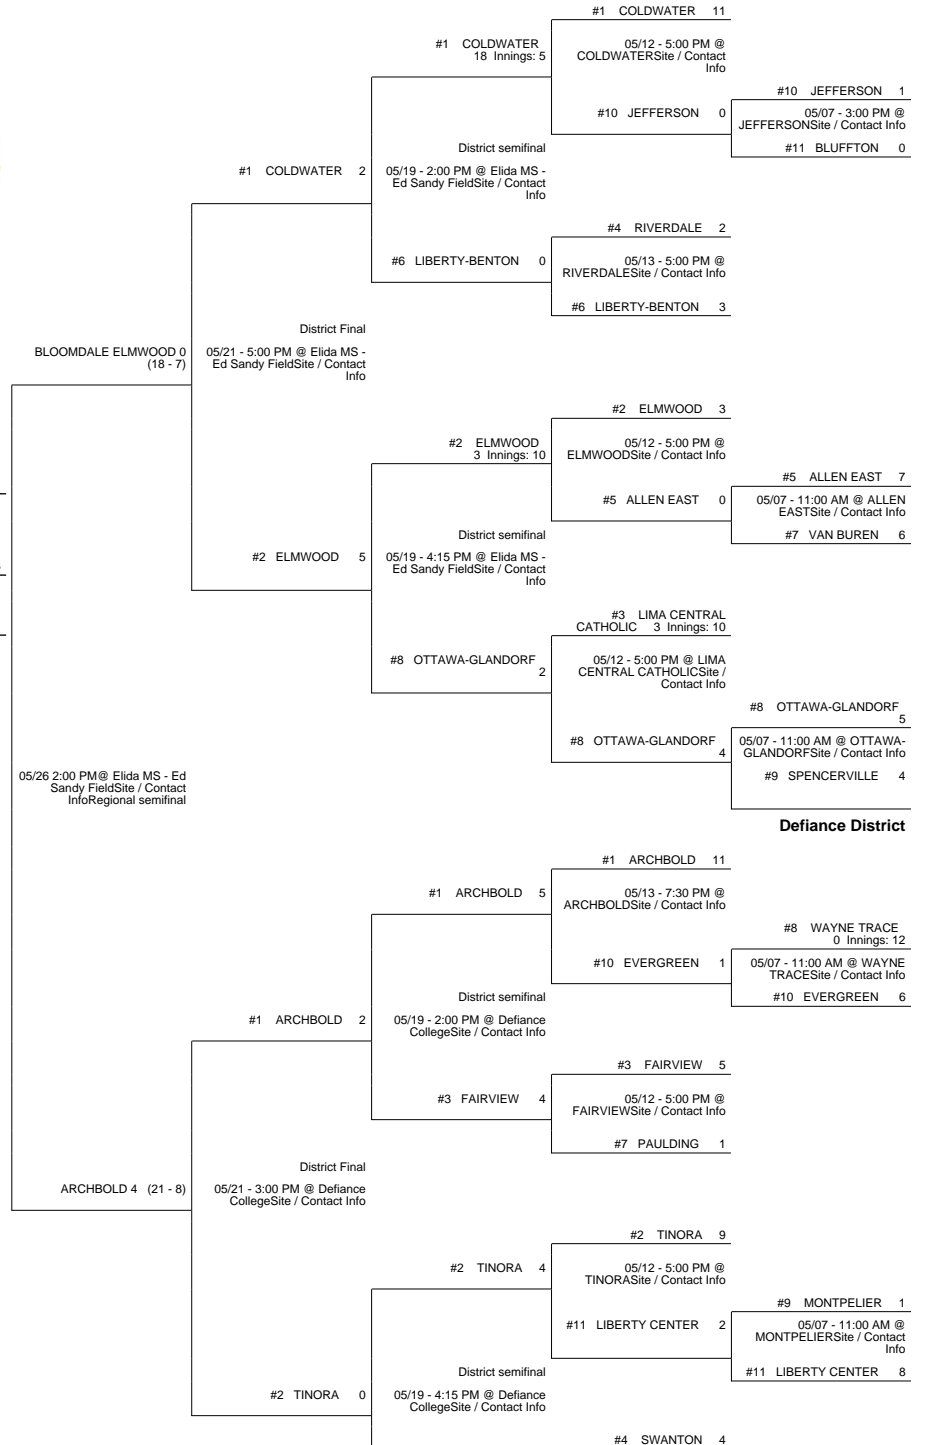 #1 COLDWATER 11
#1 COLDWATER
18 Innings: 5
05/12 - 5:00 PM @
COLDWATERSite / Contact
Info
#10 JEFFERSON 1
#10 JEFFERSON 0
05/07 - 3:00 PM @
JEFFERSONSite / Contact Info
#11 BLUFFTON 0
District semifinal
#1 COLDWATER 2
05/19 - 2:00 PM @ Elida MS -
Ed Sandy FieldSite / Contact
Info
#4 RIVERDALE 2
#6 LIBERTY-BENTON 0
05/13 - 5:00 PM @
RIVERDALESite / Contact Info
#6 LIBERTY-BENTON 3
District Final
BLOOMDALE ELMWOOD 0
(18 - 7)
05/21 - 5:00 PM @ Elida MS -
Ed Sandy FieldSite / Contact
Info
#2 ELMWOOD 3
#2 ELMWOOD
3 Innings: 10
05/12 - 5:00 PM @
ELMWOODSite / Contact Info
#5 ALLEN EAST 7
#5 ALLEN EAST 0
05/07 - 11:00 AM @ ALLEN
EASTSite / Contact Info
#7 VAN BUREN 6
District semifinal
#2 ELMWOOD 5
05/19 - 4:15 PM @ Elida MS -
Ed Sandy FieldSite / Contact
Info
#3 LIMA CENTRAL
CATHOLIC 3 Innings: 10
#8 OTTAWA-GLANDORF
2
05/12 - 5:00 PM @ LIMA
CENTRAL CATHOLICSite /
Contact Info
#8 OTTAWA-GLANDORF
5
#8 OTTAWA-GLANDORF
4
05/07 - 11:00 AM @ OTTAWA-
GLANDORFSite / Contact Info
#9 SPENCERVILLE 4
05/26 2:00 PM@ Elida MS - Ed
Sandy FieldSite / Contact
InfoRegional semifinal
Defiance District
#1 ARCHBOLD 11
#1 ARCHBOLD 5
05/13 - 7:30 PM @
ARCHBOLDSite / Contact Info
#8 WAYNE TRACE
0 Innings: 12
#10 EVERGREEN 1
05/07 - 11:00 AM @ WAYNE
TRACESite / Contact Info
#10 EVERGREEN 6
District semifinal
#1 ARCHBOLD 2
05/19 - 2:00 PM @ Defiance
CollegeSite / Contact Info
#3 FAIRVIEW 5
#3 FAIRVIEW 4
05/12 - 5:00 PM @
FAIRVIEWSite / Contact Info
#7 PAULDING 1
District Final
ARCHBOLD 4 (21 - 8)
05/21 - 3:00 PM @ Defiance
CollegeSite / Contact Info
#2 TINORA 9
#2 TINORA 4
05/12 - 5:00 PM @
TINORASite / Contact Info
#9 MONTPELIER 1
#11 LIBERTY CENTER 2
05/07 - 11:00 AM @
MONTPELIERSite / Contact
Info
#11 LIBERTY CENTER 8
District semifinal
#2 TINORA 0
05/19 - 4:15 PM @ Defiance
CollegeSite / Contact Info
#4 SWANTON 4